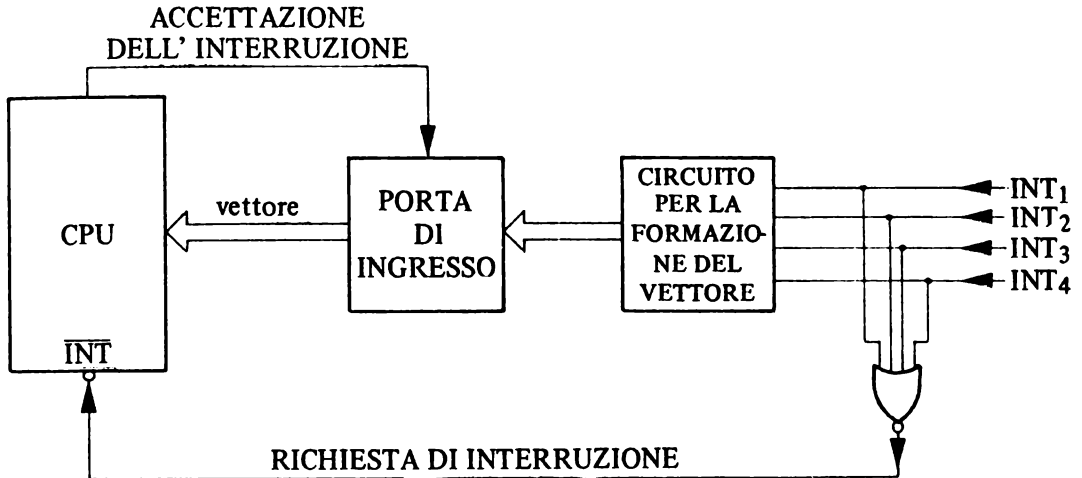 ACCETTAZIONE
DELL' INTERRUZIONE
CPU
INT
vettore
PORTA
DI
INGRESSO
CIRCUITO
PER LA
FORMAZIO-
NE DEL
VETTORE
INT1
INT2
INT3
INT4
RICHIESTA DI INTERRUZIONE